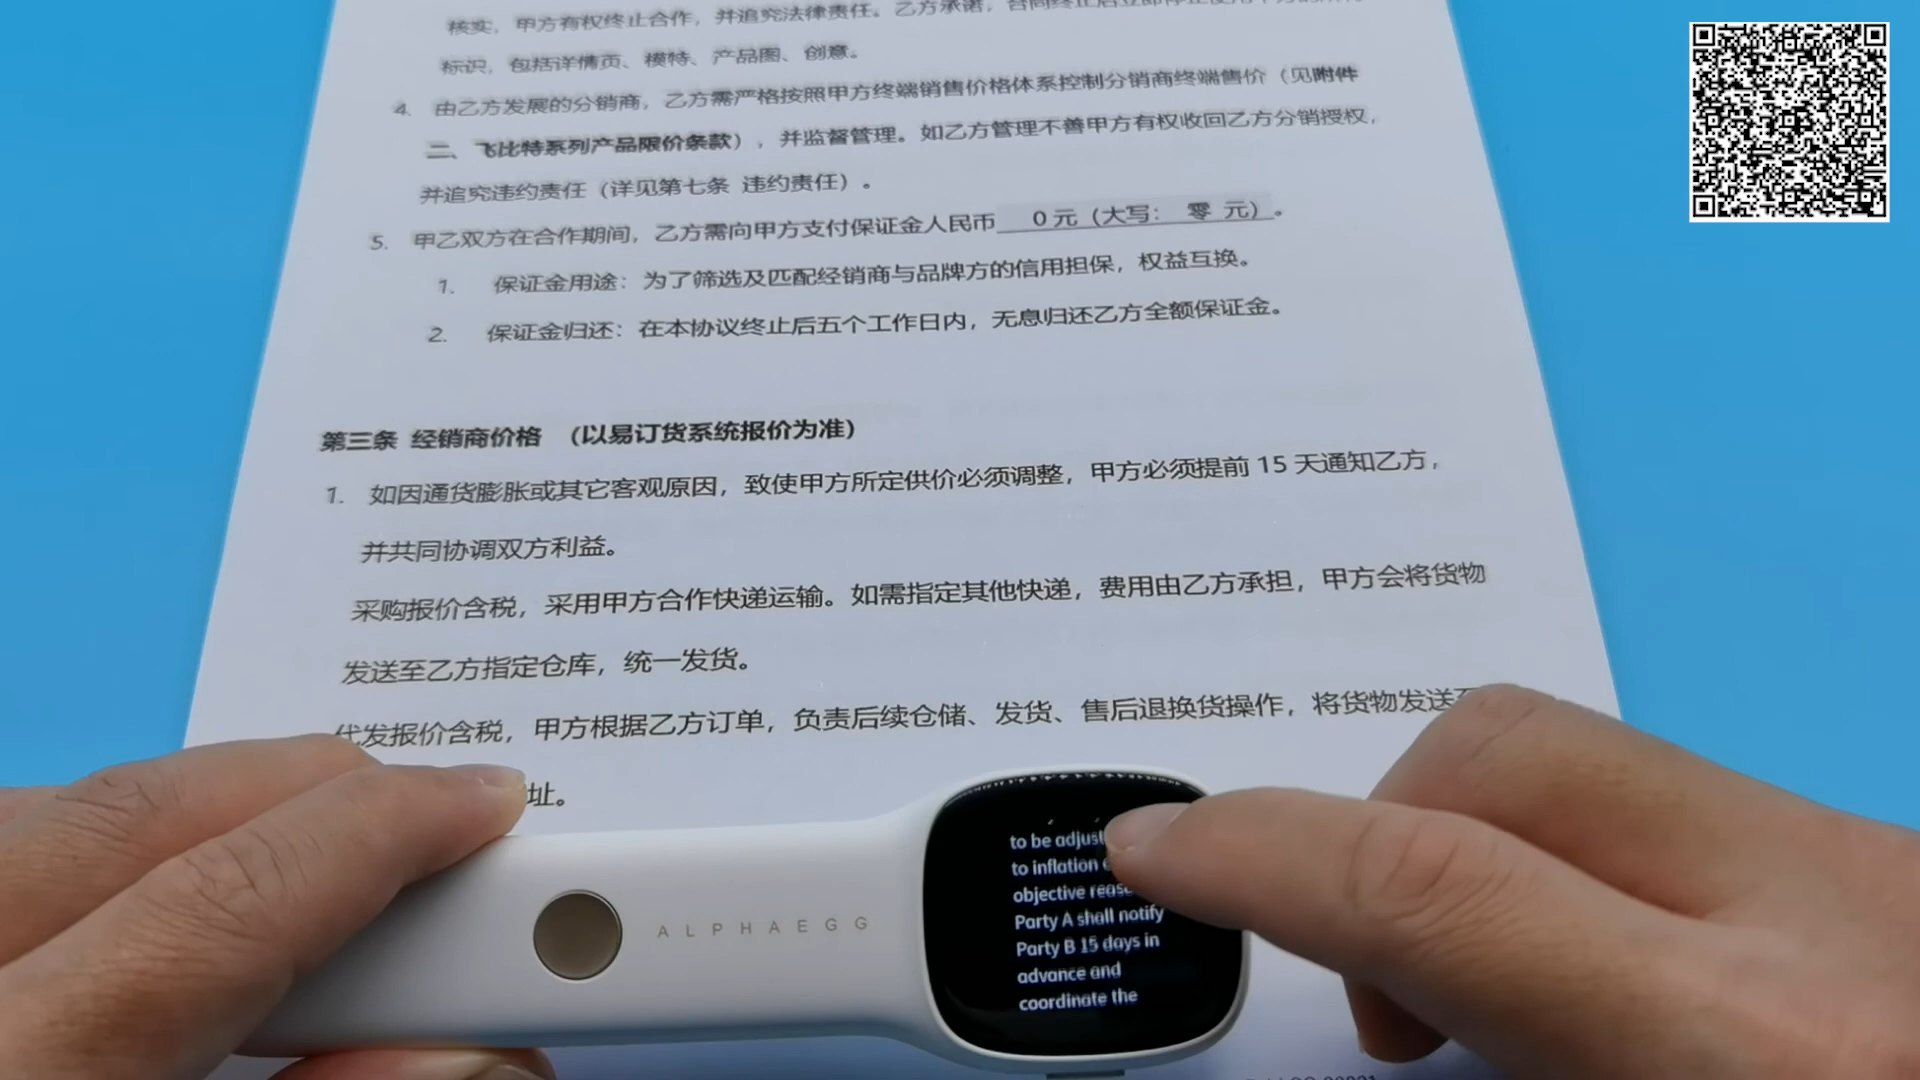 核实，甲方有权终止合作，并追究法律责任。乙方承诺，合同终止后立即停止使用甲方的所有
标识，包括详情页、模特、产品图、创意。
4. 由乙方发展的分销商，乙方需严格按照甲方终端销售价格体系控制分销商终端售价（见附件
二、飞比特系列产品限价条款），并监督管理。如乙方管理不善甲方有权收回乙方分销授权，
并追究违约责任（详见第七条 违约责任）。
5. 甲乙双方在合作期间，乙方需向甲方支付保证金人民币 0 元（大写： 零 元）。
1. 保证金用途：为了筛选及匹配经销商与品牌方的信用担保，权益互换。
2. 保证金归还：在本协议终止后五个工作日内，无息归还乙方全额保证金。
第三条 经销商价格 （以易订货系统报价为准）
1. 如因通货膨胀或其它客观原因，致使甲方所定供价必须调整，甲方必须提前 15 天通知乙方，
并共同协调双方利益。
采购报价含税，采用甲方合作快递运输。如需指定其他快递，费用由乙方承担，甲方会将货物
发送至乙方指定仓库，统一发货。
代发报价含税，甲方根据乙方订单，负责后续仓储、发货、售后退换货操作，将货物发送至
址。
ALPHAEGG
to be adjust
to inflation
objective reas
Party A shall notify
Party B 15 days in
advance and
coordinate the